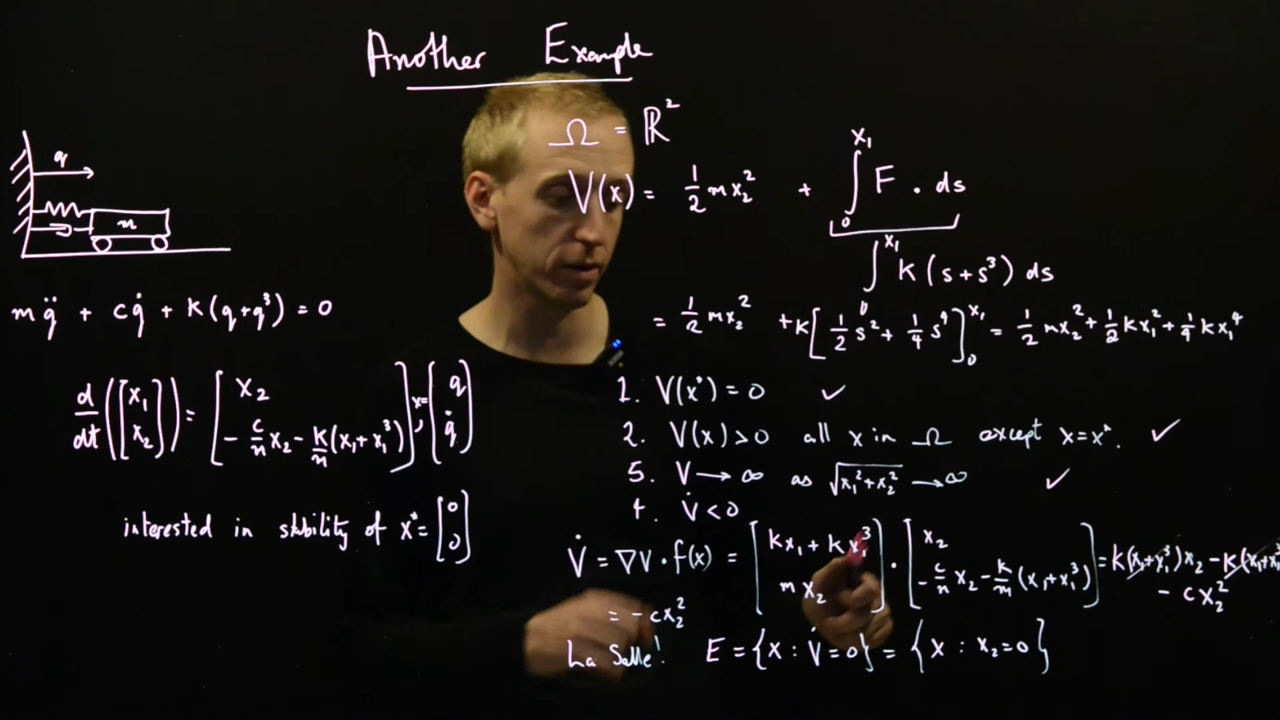 Another Example
q
m
mq̈ + cq̇ + k(q+q³) = 0
d/dt ([x₁ x₂]) = [x₂ -c/m x₂ - k/m (x₁+x₁³)], x = [q q̇]
interested in stability of x* = [0 0]
Ω = ℝ²
V(x) = ½mx₂² + ∫₀^x₁ F · ds
∫₀^x₁ k(s+s³) ds
= ½mx₂² + k[½s² + ¼s⁴]₀^x₁ = ½mx₂² + ½kx₁² + ¼kx₁⁴
1. V(x*) = 0 ✓
2. V(x) > 0 all x in Ω except x=x*. ✓
5. V → ∞ as √(x₁²+x₂²) → ∞ ✓
4. V̇ < 0
V̇ = ∇V · f(x) = [kx₁ + kx₁³ mx₂] · [x₂ -c/m x₂ - k/m (x₁+x₁³)] = k(x₁+x₁³)x₂ - k(x₁+x₁³
- cx₂²
= -cx₂²
La Salle! E = {x : V̇=0} = {x : x₂=0}